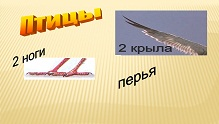 Птицы
2 крыла
2 ноги
перья